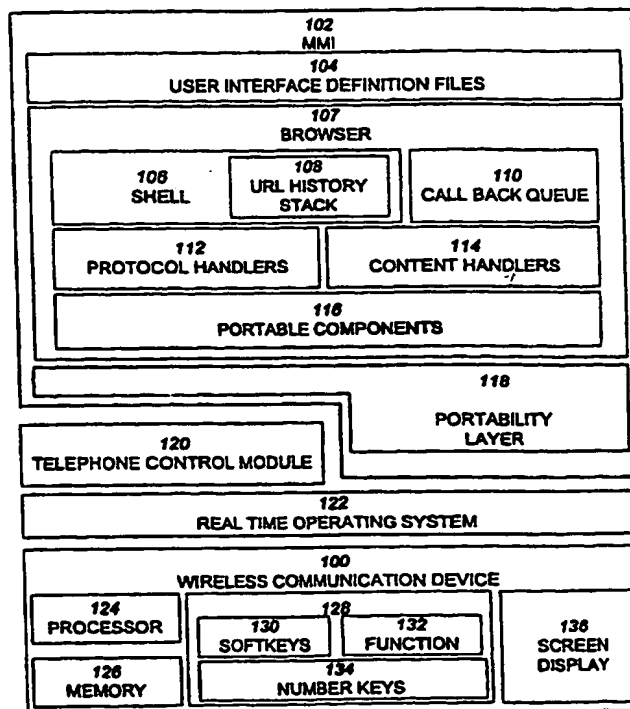 102
MMI
104
USER INTERFACE DEFINITION FILES
107
BROWSER
106
SHELL
108
URL HISTORY
STACK
110
CALL BACK QUEUE
112
PROTOCOL HANDLERS
114
CONTENT HANDLERS
116
PORTABLE COMPONENTS
118
PORTABILITY
LAYER
120
TELEPHONE CONTROL MODULE
122
REAL TIME OPERATING SYSTEM
100
WIRELESS COMMUNICATION DEVICE
124
PROCESSOR
126
MEMORY
128
130
SOFTKEYS
132
FUNCTION
134
NUMBER KEYS
136
SCREEN
DISPLAY